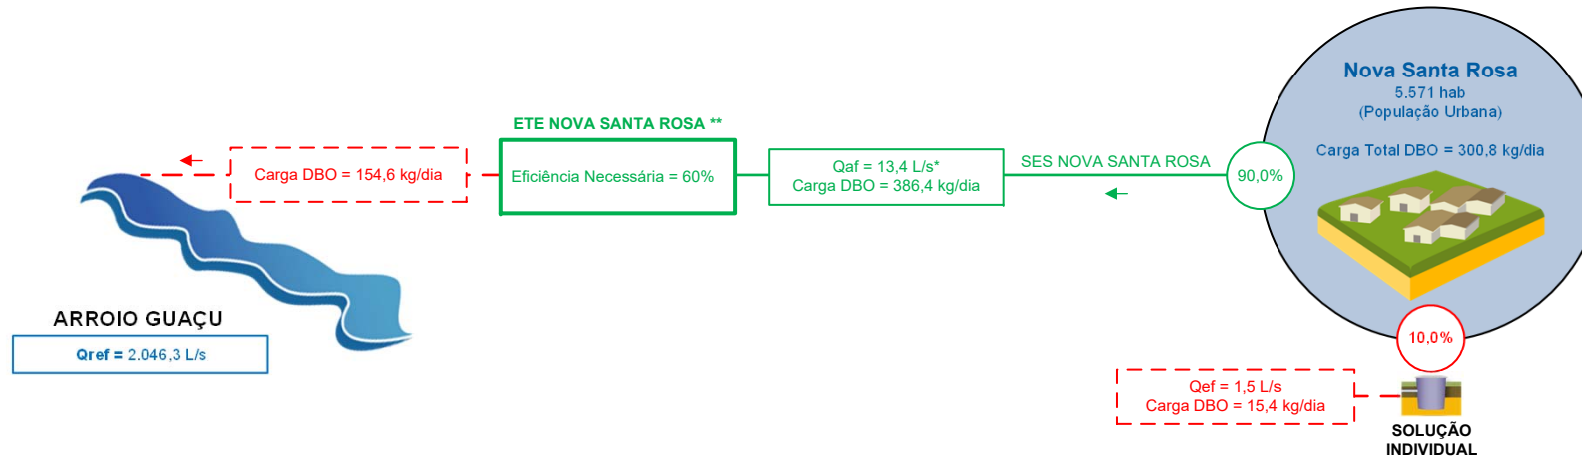 Nova Santa Rosa
5.571 hab
(População Urbana)
Carga Total DBO = 300,8 kg/dia
90,0%
SES NOVA SANTA ROSA
Qaf = 13,4 L/s*
Carga DBO = 386,4 kg/dia
ETE NOVA SANTA ROSA **
Eficiência Necessária = 60%
Carga DBO = 154,6 kg/dia
ARROIO GUAÇU
Qref = 2.046,3 L/s
10,0%
Qef = 1,5 L/s
Carga DBO = 15,4 kg/dia
SOLUÇÃO
INDIVIDUAL